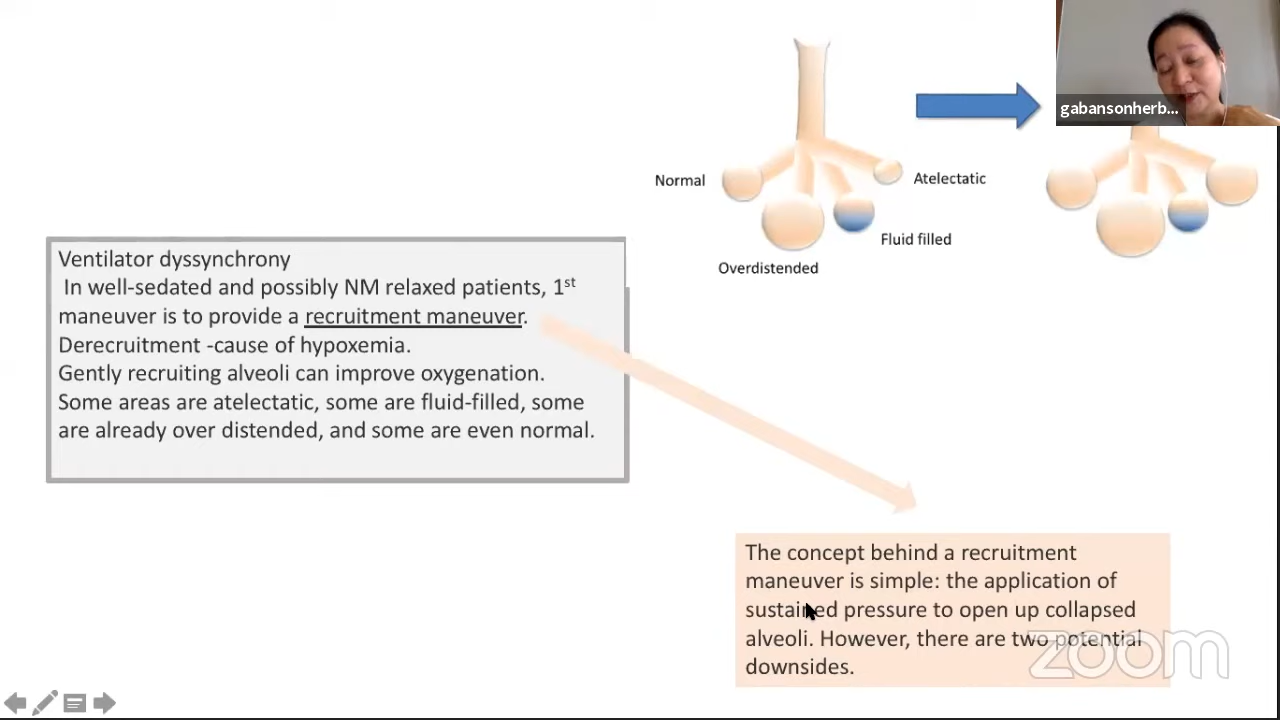 gabansonherb...
Normal
Atelectatic
Fluid filled
Overdistended
Ventilator dyssynchrony
In well-sedated and possibly NM relaxed patients, 1st
maneuver is to provide a recruitment maneuver.
Derecruitment -cause of hypoxemia.
Gently recruiting alveoli can improve oxygenation.
Some areas are atelectatic, some are fluid-filled, some
are already over distended, and some are even normal.
The concept behind a recruitment
maneuver is simple: the application of
sustained pressure to open up collapsed
alveoli. However, there are two potential
downsides.
zoom